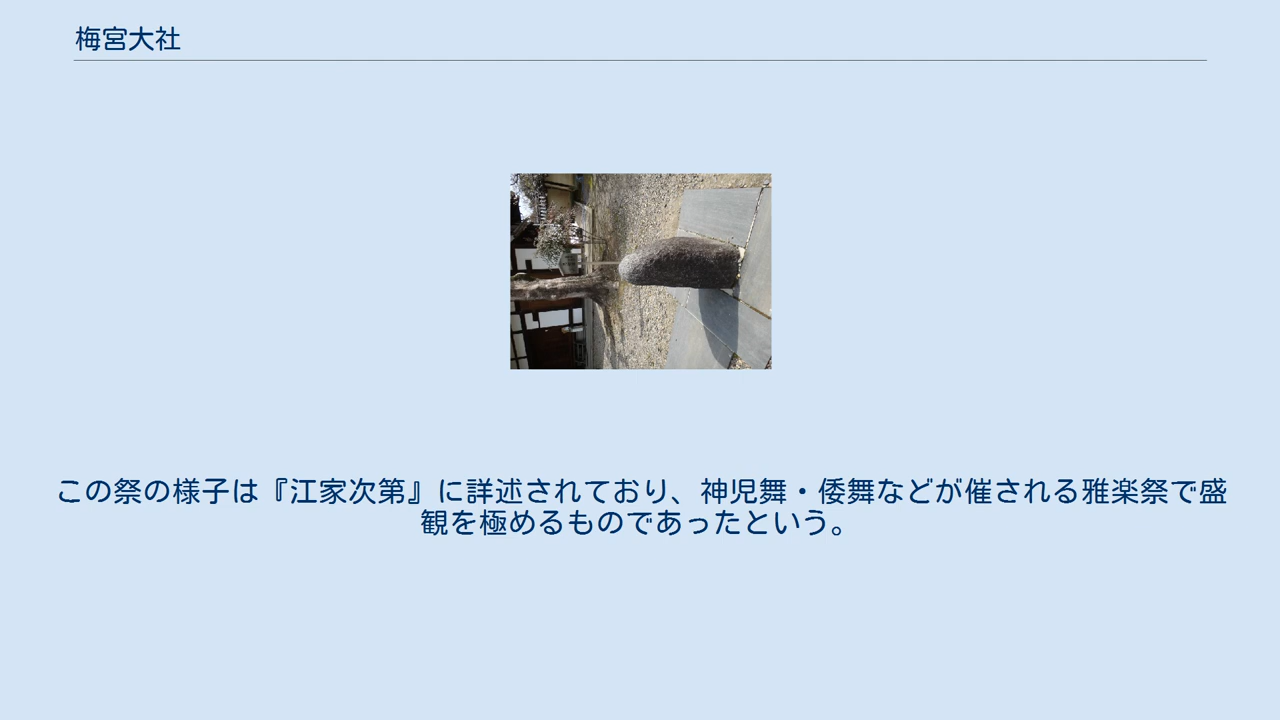 梅宮大社
この祭の様子は『江家次第』に詳述されており、神児舞・倭舞などが催される雅楽祭で盛
観を極めるものであったという。